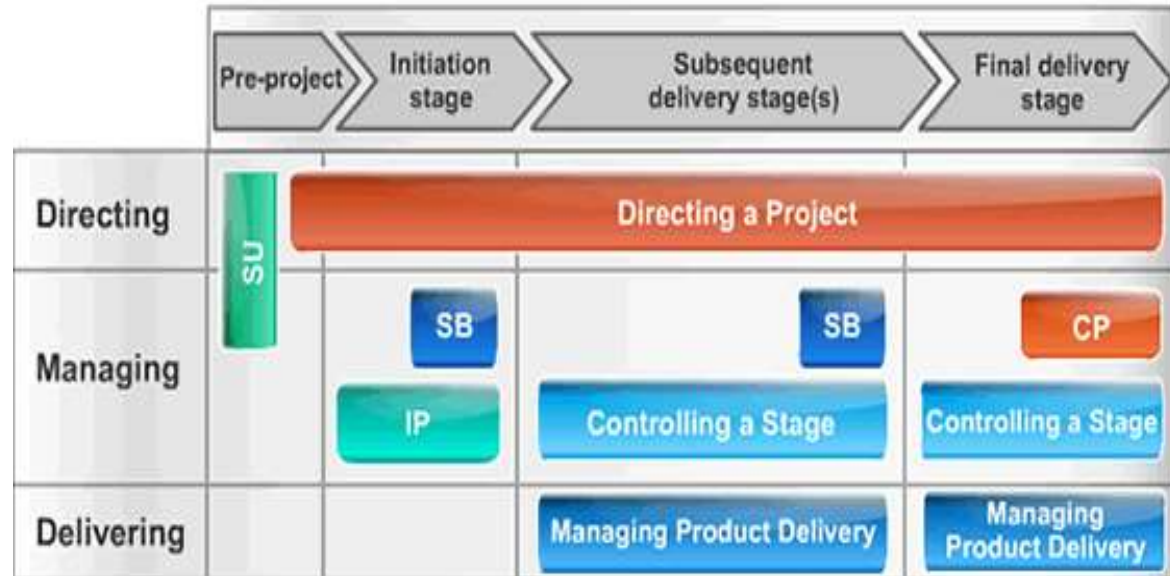 Pre-project
Initiation
stage
Subsequent
delivery stage(s)
Final delivery
stage
Directing
SU
Directing a Project
Managing
SB
SB
CP
IP
Controlling a Stage
Controlling a Stage
Delivering
Managing Product Delivery
Managing
Product Delivery